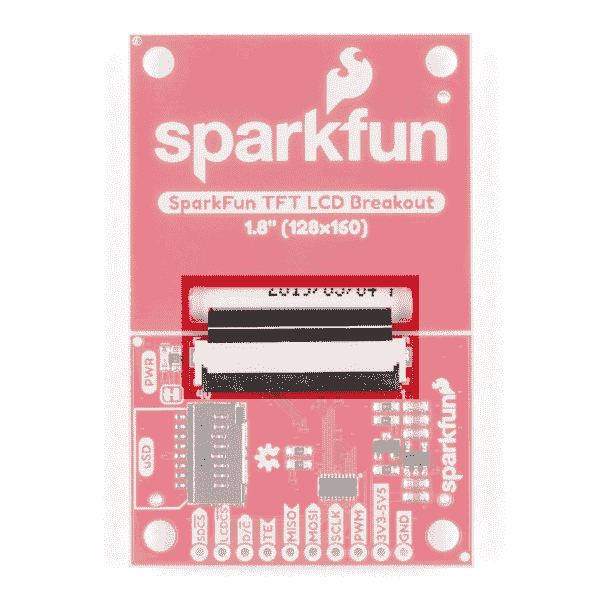 sparkfun
SparkFun TFT LCD Breakout
1.8" (128x160)
PWR
sparkfun
uSD
SDCS
LCDCS
D/C
TE
MISO
MOSI
SCLK
PWM
3V3-5V5
GND